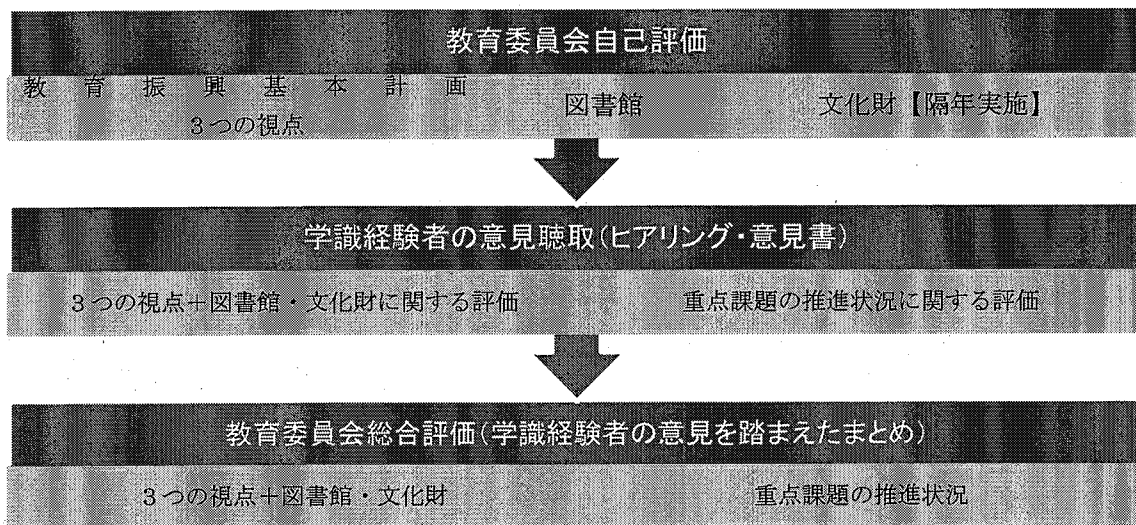 教育委員会自己評価
教育振興基本計画
3つの視点
図書館
文化財【隔年実施】
学識経験者の意見聴取(ヒアリング・意見書)
3つの視点+図書館・文化財に関する評価
重点課題の推進状況に関する評価
教育委員会総合評価(学識経験者の意見を踏まえたまとめ)
3つの視点+図書館・文化財
重点課題の推進状況